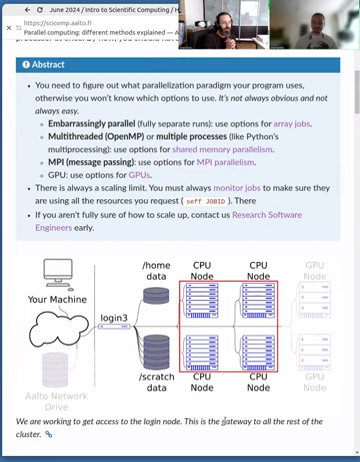 June 2024 / Intro to Scientific Computing / H
https://scicomp.aalto.fi
Parallel computing: different methods explained — A
Abstract
• You need to figure out what parallelization paradigm your program uses,
otherwise you won't know which options to use. It's not always obvious and not
always easy.
Embarrassingly parallel (fully separate runs): use options for array jobs.
Multithreaded (OpenMP) or multiple processes (like Python's
multiprocessing): use options for shared memory parallelism.
MPI (message passing): use options for MPI parallelism.
GPU: use options for GPUs.
• There is always a scaling limit. You must always monitor jobs to make sure they
are using all the resources you request ( seff JOBID ). There
• If you aren't fully sure of how to scale up, contact us Research Software
Engineers early.
/home
data
CPU
Node
CPU
Node
GPU
Node
Your Machine
login3
/scratch
data
CPU
Node
CPU
Node
GPU
Node
Aalto Network
Drive
We are working to get access to the login node. This is the gateway to all the rest of the
cluster.